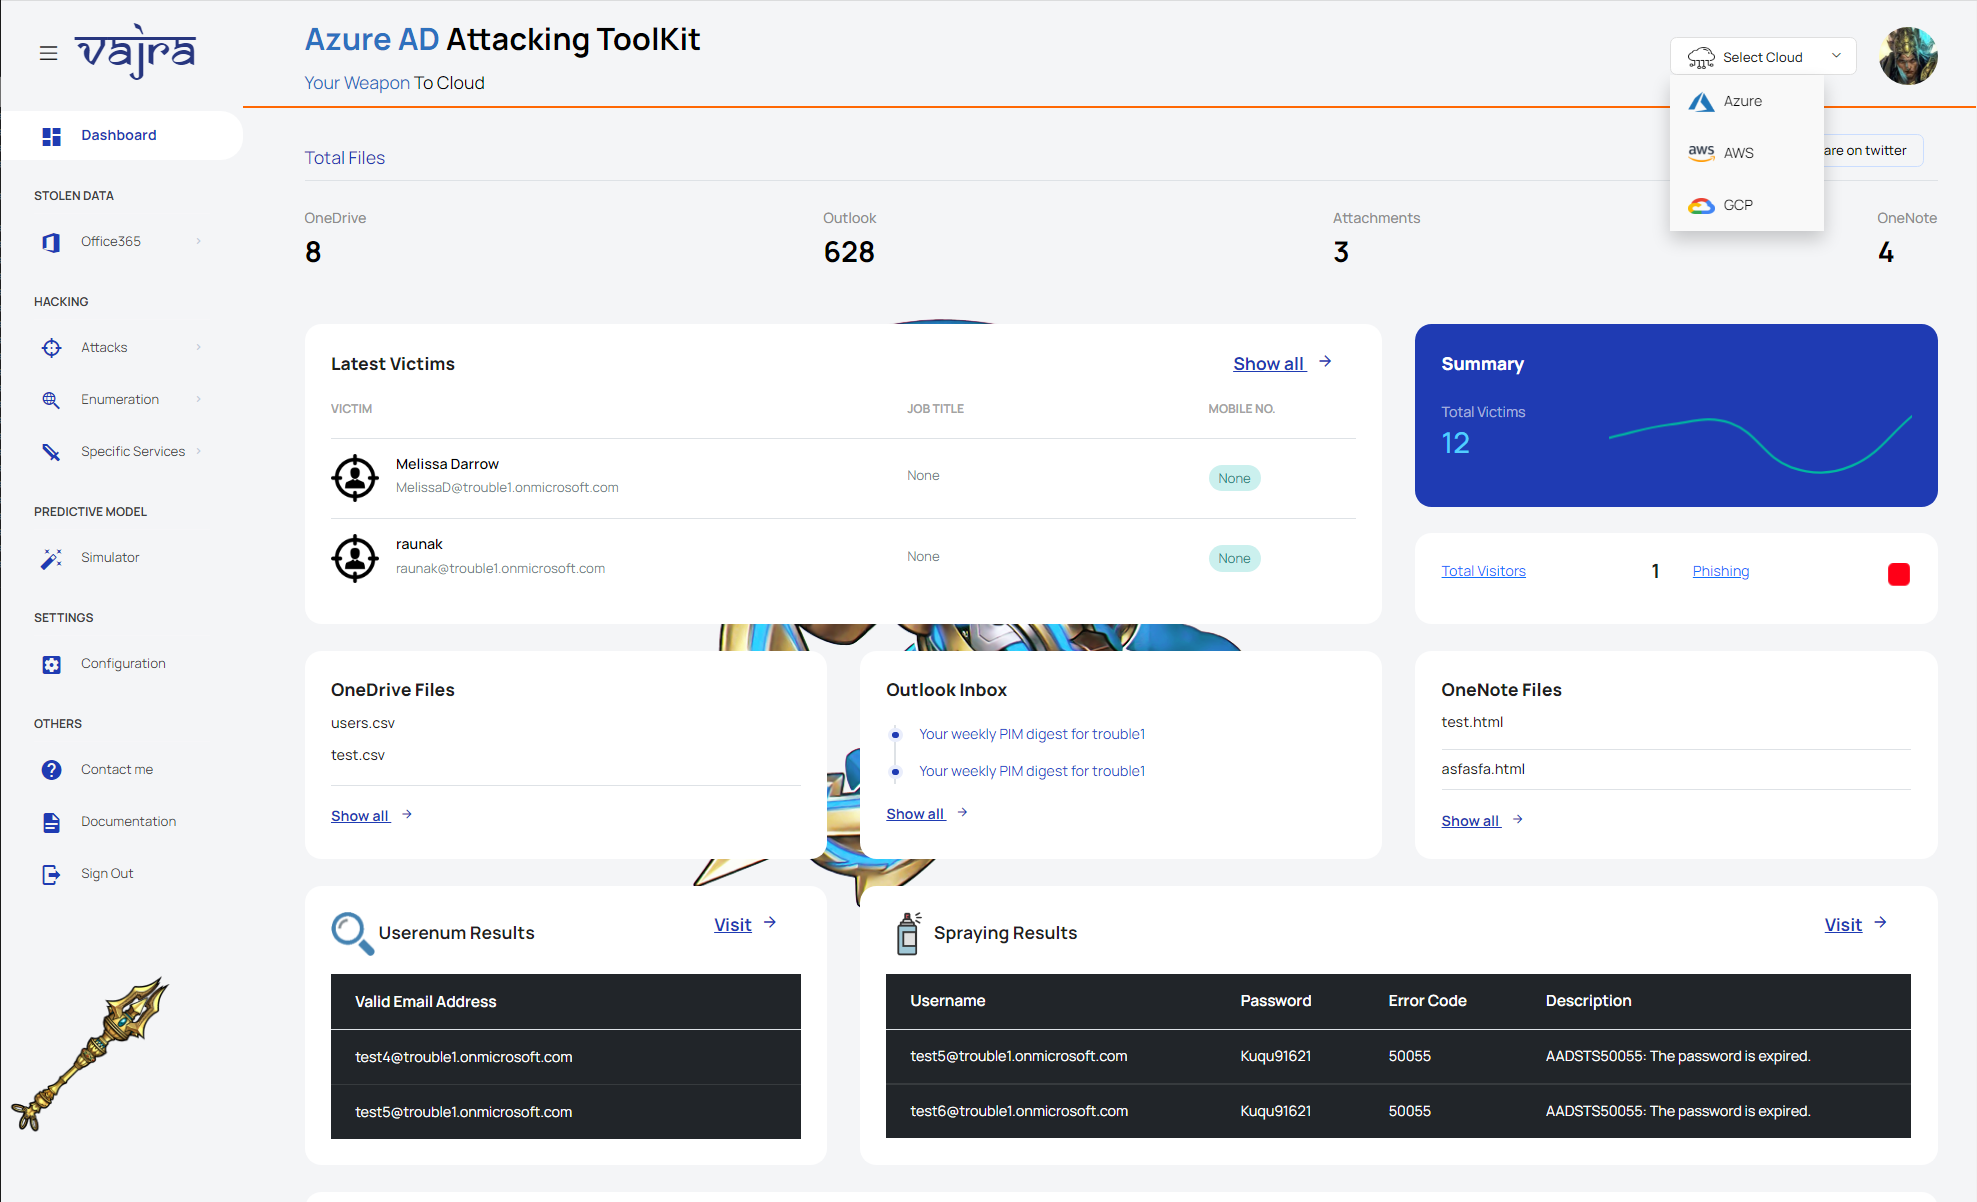 vajra
Azure AD Attacking ToolKit
Your Weapon To Cloud
Select Cloud
Azure
AWS
GCP
aws
Dashboard
STOLEN DATA
Office365
HACKING
Attacks
Enumeration
Specific Services
PREDICTIVE MODEL
Simulator
SETTINGS
Configuration
OTHERS
Contact me
Documentation
Sign Out
Total Files
are on twitter
OneDrive
8
Outlook
628
Attachments
3
OneNote
4
Latest Victims
Show all
VICTIM JOB TITLE MOBILE NO.
Melissa Darrow
MelissaD@trouble1.onmicrosoft.com
None None
raunak
raunak@trouble1.onmicrosoft.com
None None
Summary
Total Victims
12
Total Visitors 1 Phishing
OneDrive Files
users.csv
test.csv
Show all
Outlook Inbox
Your weekly PIM digest for trouble1
Your weekly PIM digest for trouble1
Show all
OneNote Files
test.html
asfasfa.html
Show all
Userenum Results
Visit
Valid Email Address
test4@trouble1.onmicrosoft.com
test5@trouble1.onmicrosoft.com
Spraying Results
Visit
Username Password Error Code Description
test5@trouble1.onmicrosoft.com Kuqu91621 50055 AADSTS50055: The password is expired.
test6@trouble1.onmicrosoft.com Kuqu91621 50055 AADSTS50055: The password is expired.